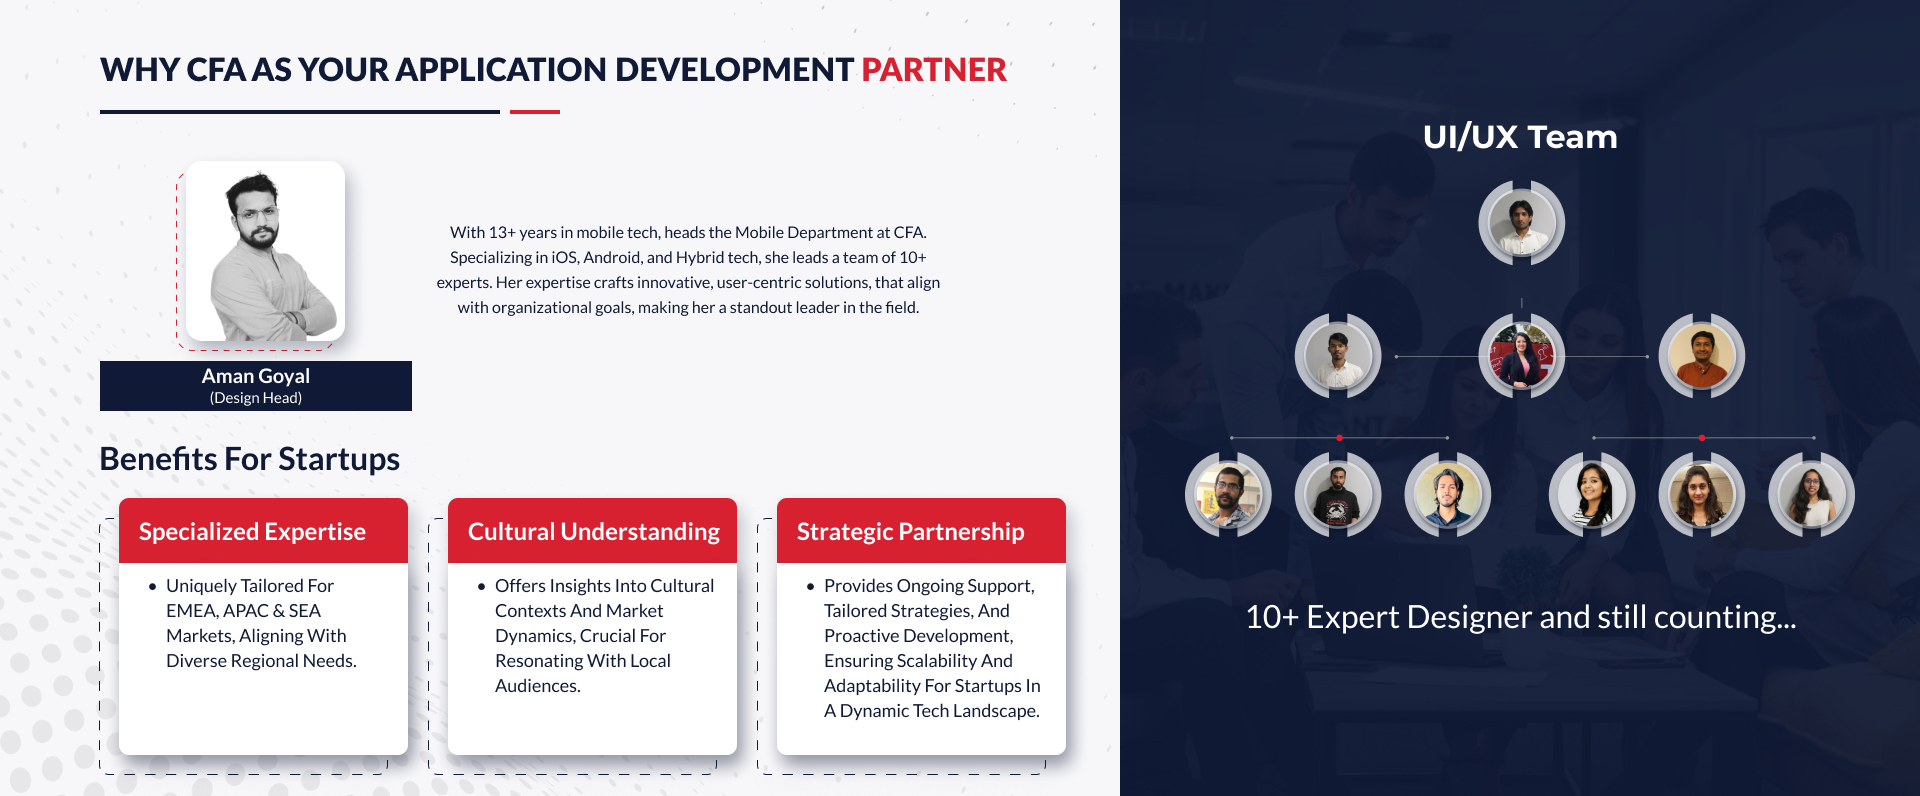 WHY CFA AS YOUR APPLICATION DEVELOPMENT PARTNER
With 13+ years in mobile tech, heads the Mobile Department at CFA.
Specializing in iOS, Android, and Hybrid tech, she leads a team of 10+
experts. Her expertise crafts innovative, user-centric solutions, that align
with organizational goals, making her a standout leader in the field.
Aman Goyal
(Design Head)
Benefits For Startups
Specialized Expertise
• Uniquely Tailored For
EMEA, APAC & SEA
Markets, Aligning With
Diverse Regional Needs.
Cultural Understanding
• Offers Insights Into Cultural
Contexts And Market
Dynamics, Crucial For
Resonating With Local
Audiences.
Strategic Partnership
• Provides Ongoing Support,
Tailored Strategies, And
Proactive Development,
Ensuring Scalability And
Adaptability For Startups In
A Dynamic Tech Landscape.
UI/UX Team
10+ Expert Designer and still counting...